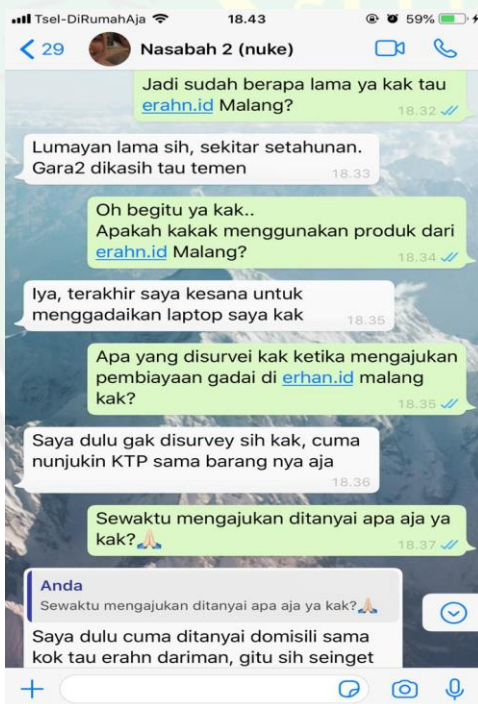 Tsel-DiRumahAja 18.43 59%
29 Nasabah 2 (nuke)
Jadi sudah berapa lama ya kak tau
erahn.id Malang?
18.32
Lumayan lama sih, sekitar setahunan.
Gara2 dikasih tau temen
18.33
Oh begitu ya kak..
Apakah kakak menggunakan produk dari
erahn.id Malang?
18.34
Iya, terakhir saya kesana untuk
menggadaikan laptop saya kak
18.35
Apa yang disurvei kak ketika mengajukan
pembiayaan gadai di erhan.id malang
kak?
18.35
Saya dulu gak disurvey sih kak, cuma
nunjukin KTP sama barang nya aja
18.36
Sewaktu mengajukan ditanyai apa aja ya
kak?🙏🏻
18.37
Anda
Sewaktu mengajukan ditanyai apa aja ya kak?🙏🏻
Saya dulu cuma ditanyai domisili sama
kok tau erahn dariman, gitu sih seinget